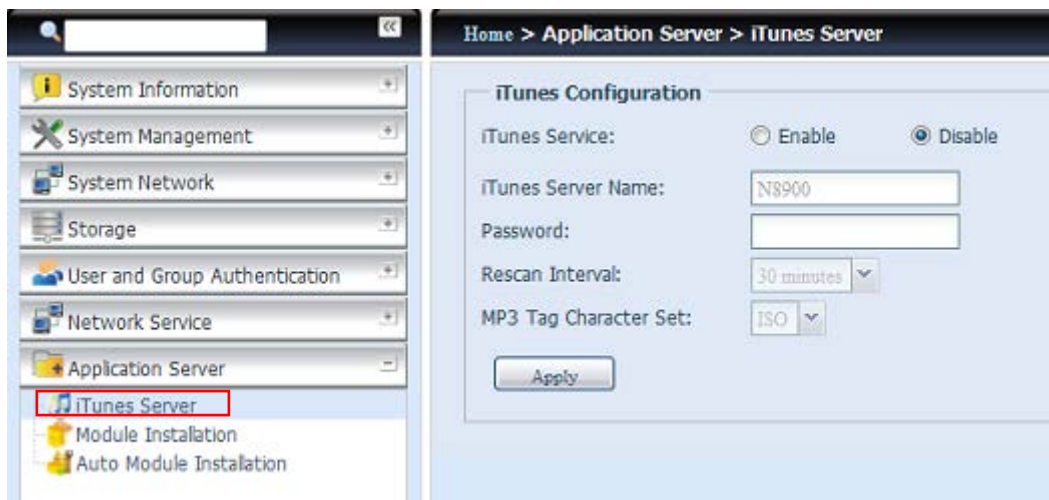 Home > Application Server > iTunes Server
System Information
System Management
System Network
Storage
User and Group Authentication
Network Service
Application Server
iTunes Server
Module Installation
Auto Module Instalation
iTunes Configuration
iTunes Service: Enable Disable
iTunes Server Name: N8900
Password:
Rescan Interval: 30 minutes
MP3 Tag Character Set: ISO
Apply